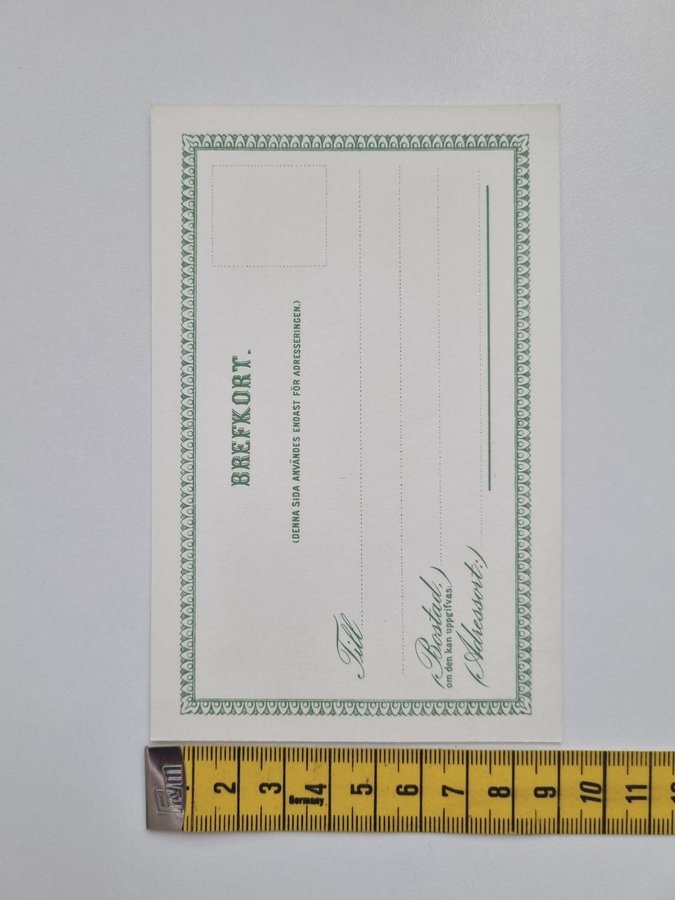 BREFKORT.
(DENNA SIDA ANVÄNDES ENDAST FÖR ADRESSERINGEN.)
Till
(Bostad:)
om den kan uppgifvas.
(Adressort:)
Prym
2 3 4 5 6 7 8 9 10 11
Germany